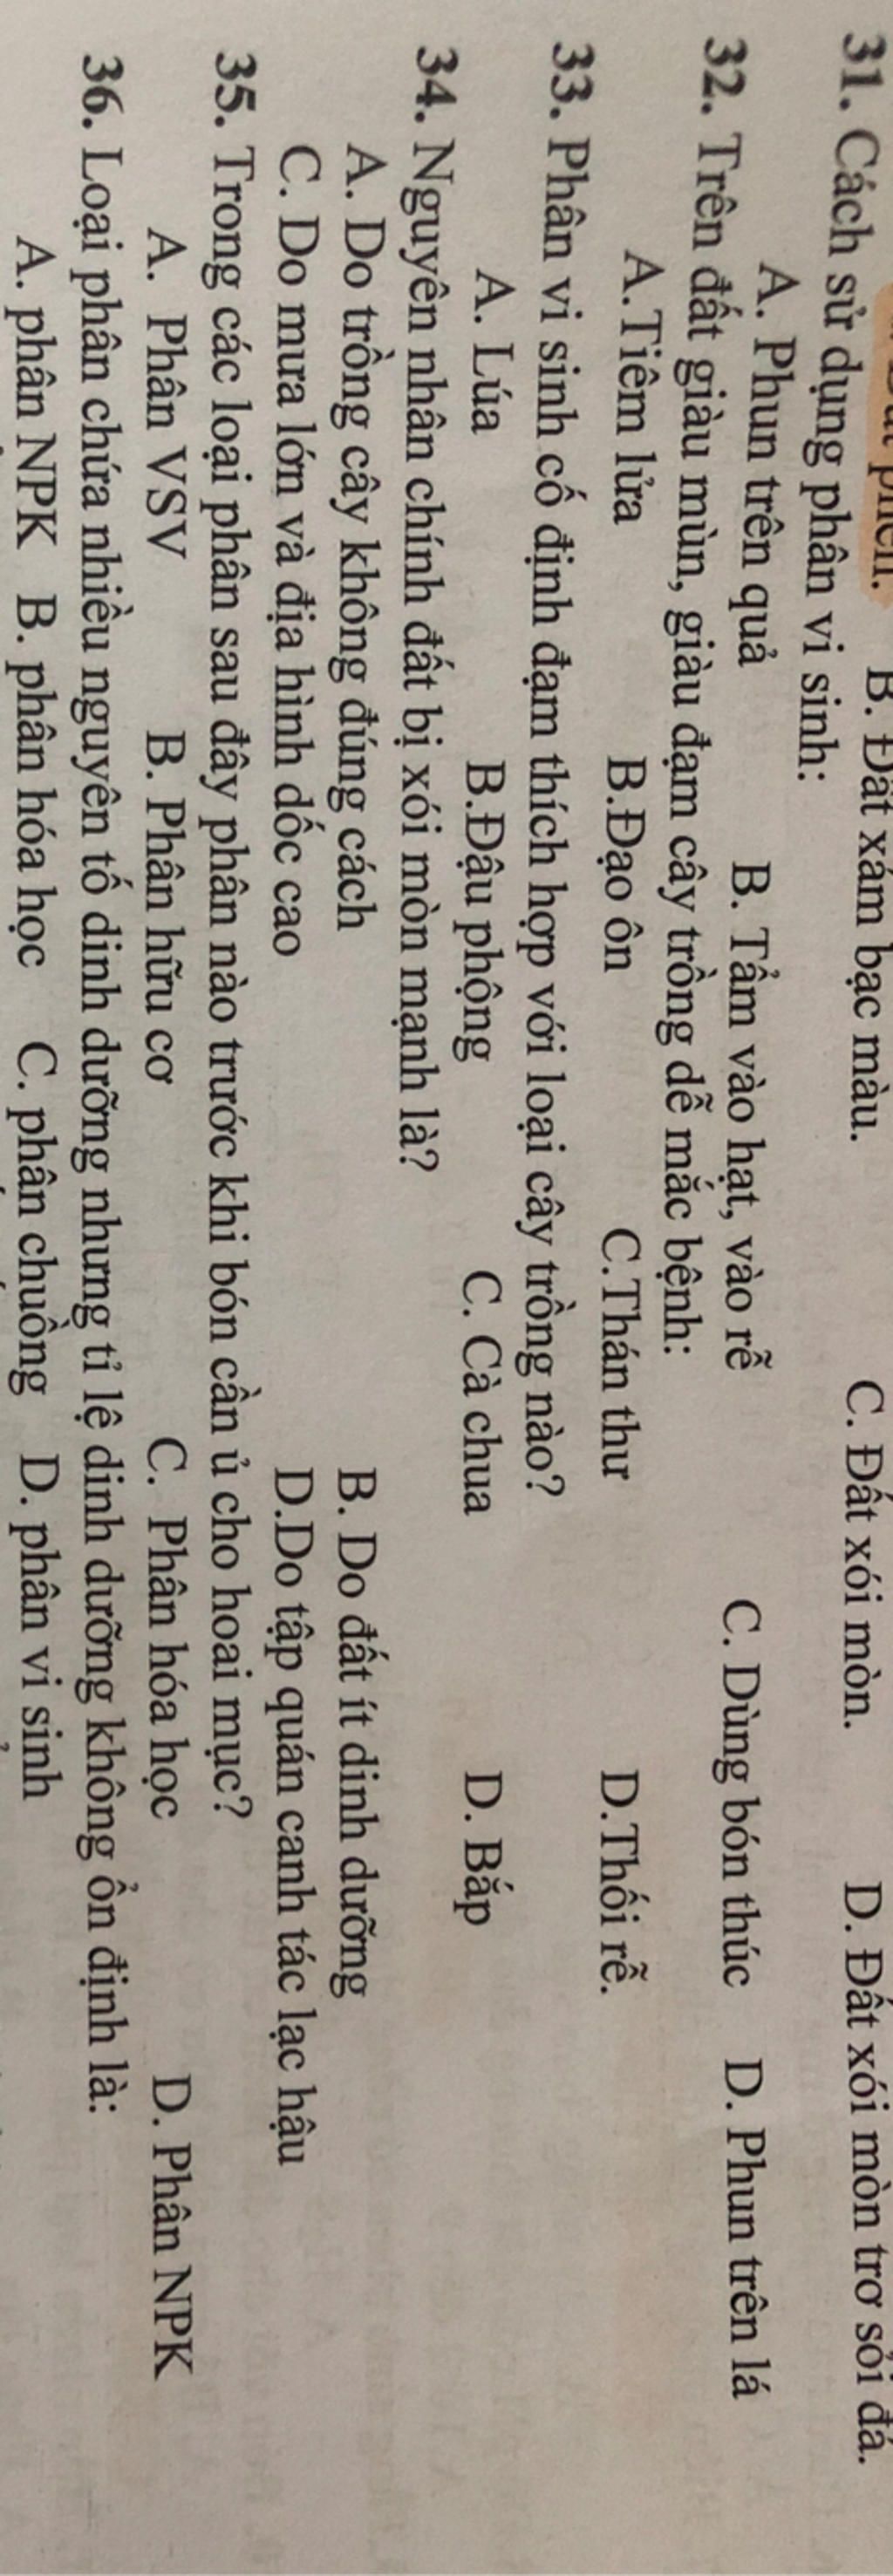 phèn. B. Đất xám bạc màu. C. Đất xói mòn. D. Đất xói mòn trơ sỏi đá.
31. Cách sử dụng phân vi sinh:
A. Phun trên quả B. Tẩm vào hạt, vào rễ C. Dùng bón thúc D. Phun trên lá
32. Trên đất giàu mùn, giàu đạm cây trồng dễ mắc bệnh:
A.Tiêm lửa B.Đạo ôn C.Thán thư D.Thối rễ.
33. Phân vi sinh cố định đạm thích hợp với loại cây trồng nào?
A. Lúa B.Đậu phộng C. Cà chua D. Bắp
34. Nguyên nhân chính đất bị xói mòn mạnh là?
A. Do trồng cây không đúng cách B. Do đất ít dinh dưỡng
C. Do mưa lớn và địa hình dốc cao D.Do tập quán canh tác lạc hậu
35. Trong các loại phân sau đây phân nào trước khi bón cần ủ cho hoai mục?
A. Phân VSV B. Phân hữu cơ C. Phân hóa học D. Phân NPK
36. Loại phân chứa nhiều nguyên tố dinh dưỡng nhưng tỉ lệ dinh dưỡng không ổn định là:
A. phân NPK B. phân hóa học C. phân chuồng D. phân vi sinh